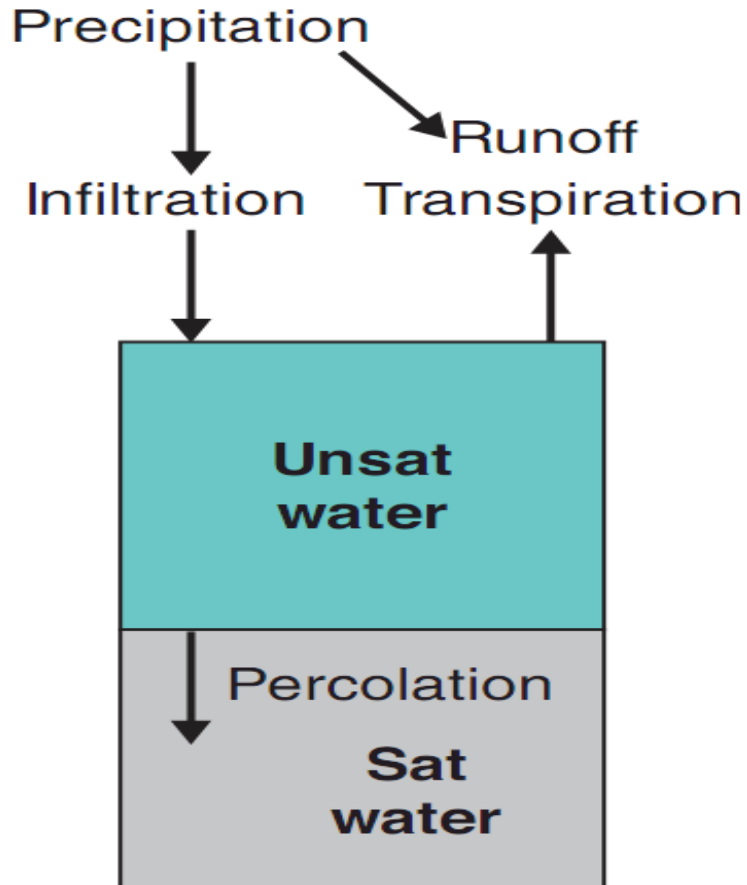 Precipitation
Runoff
Infiltration
Transpiration
Unsat
water
Percolation
Sat
water